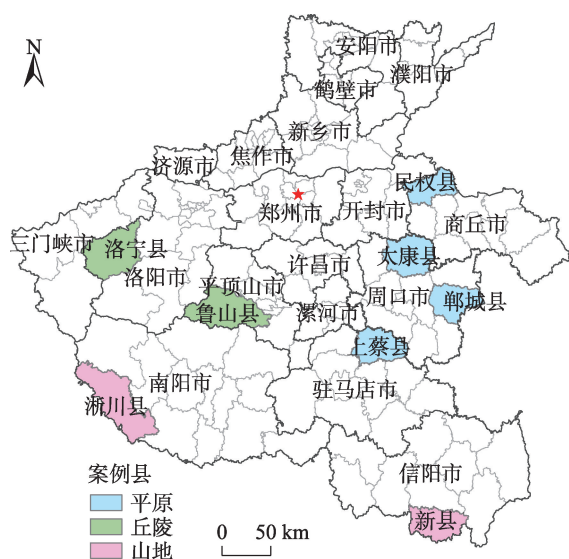 安阳市
N
濮阳市
鹤壁市
新乡市
焦作市
济源市
民权县
郑州市
开封市
商丘市
三门峡市
洛宁县
太康县
许昌市
洛阳市
平顶山市
周口市
郸城县
鲁山县
漯河市
上蔡县
南阳市
驻马店市
淅川县
案例县
信阳市
平原
丘陵
0 50 km
新县
山地